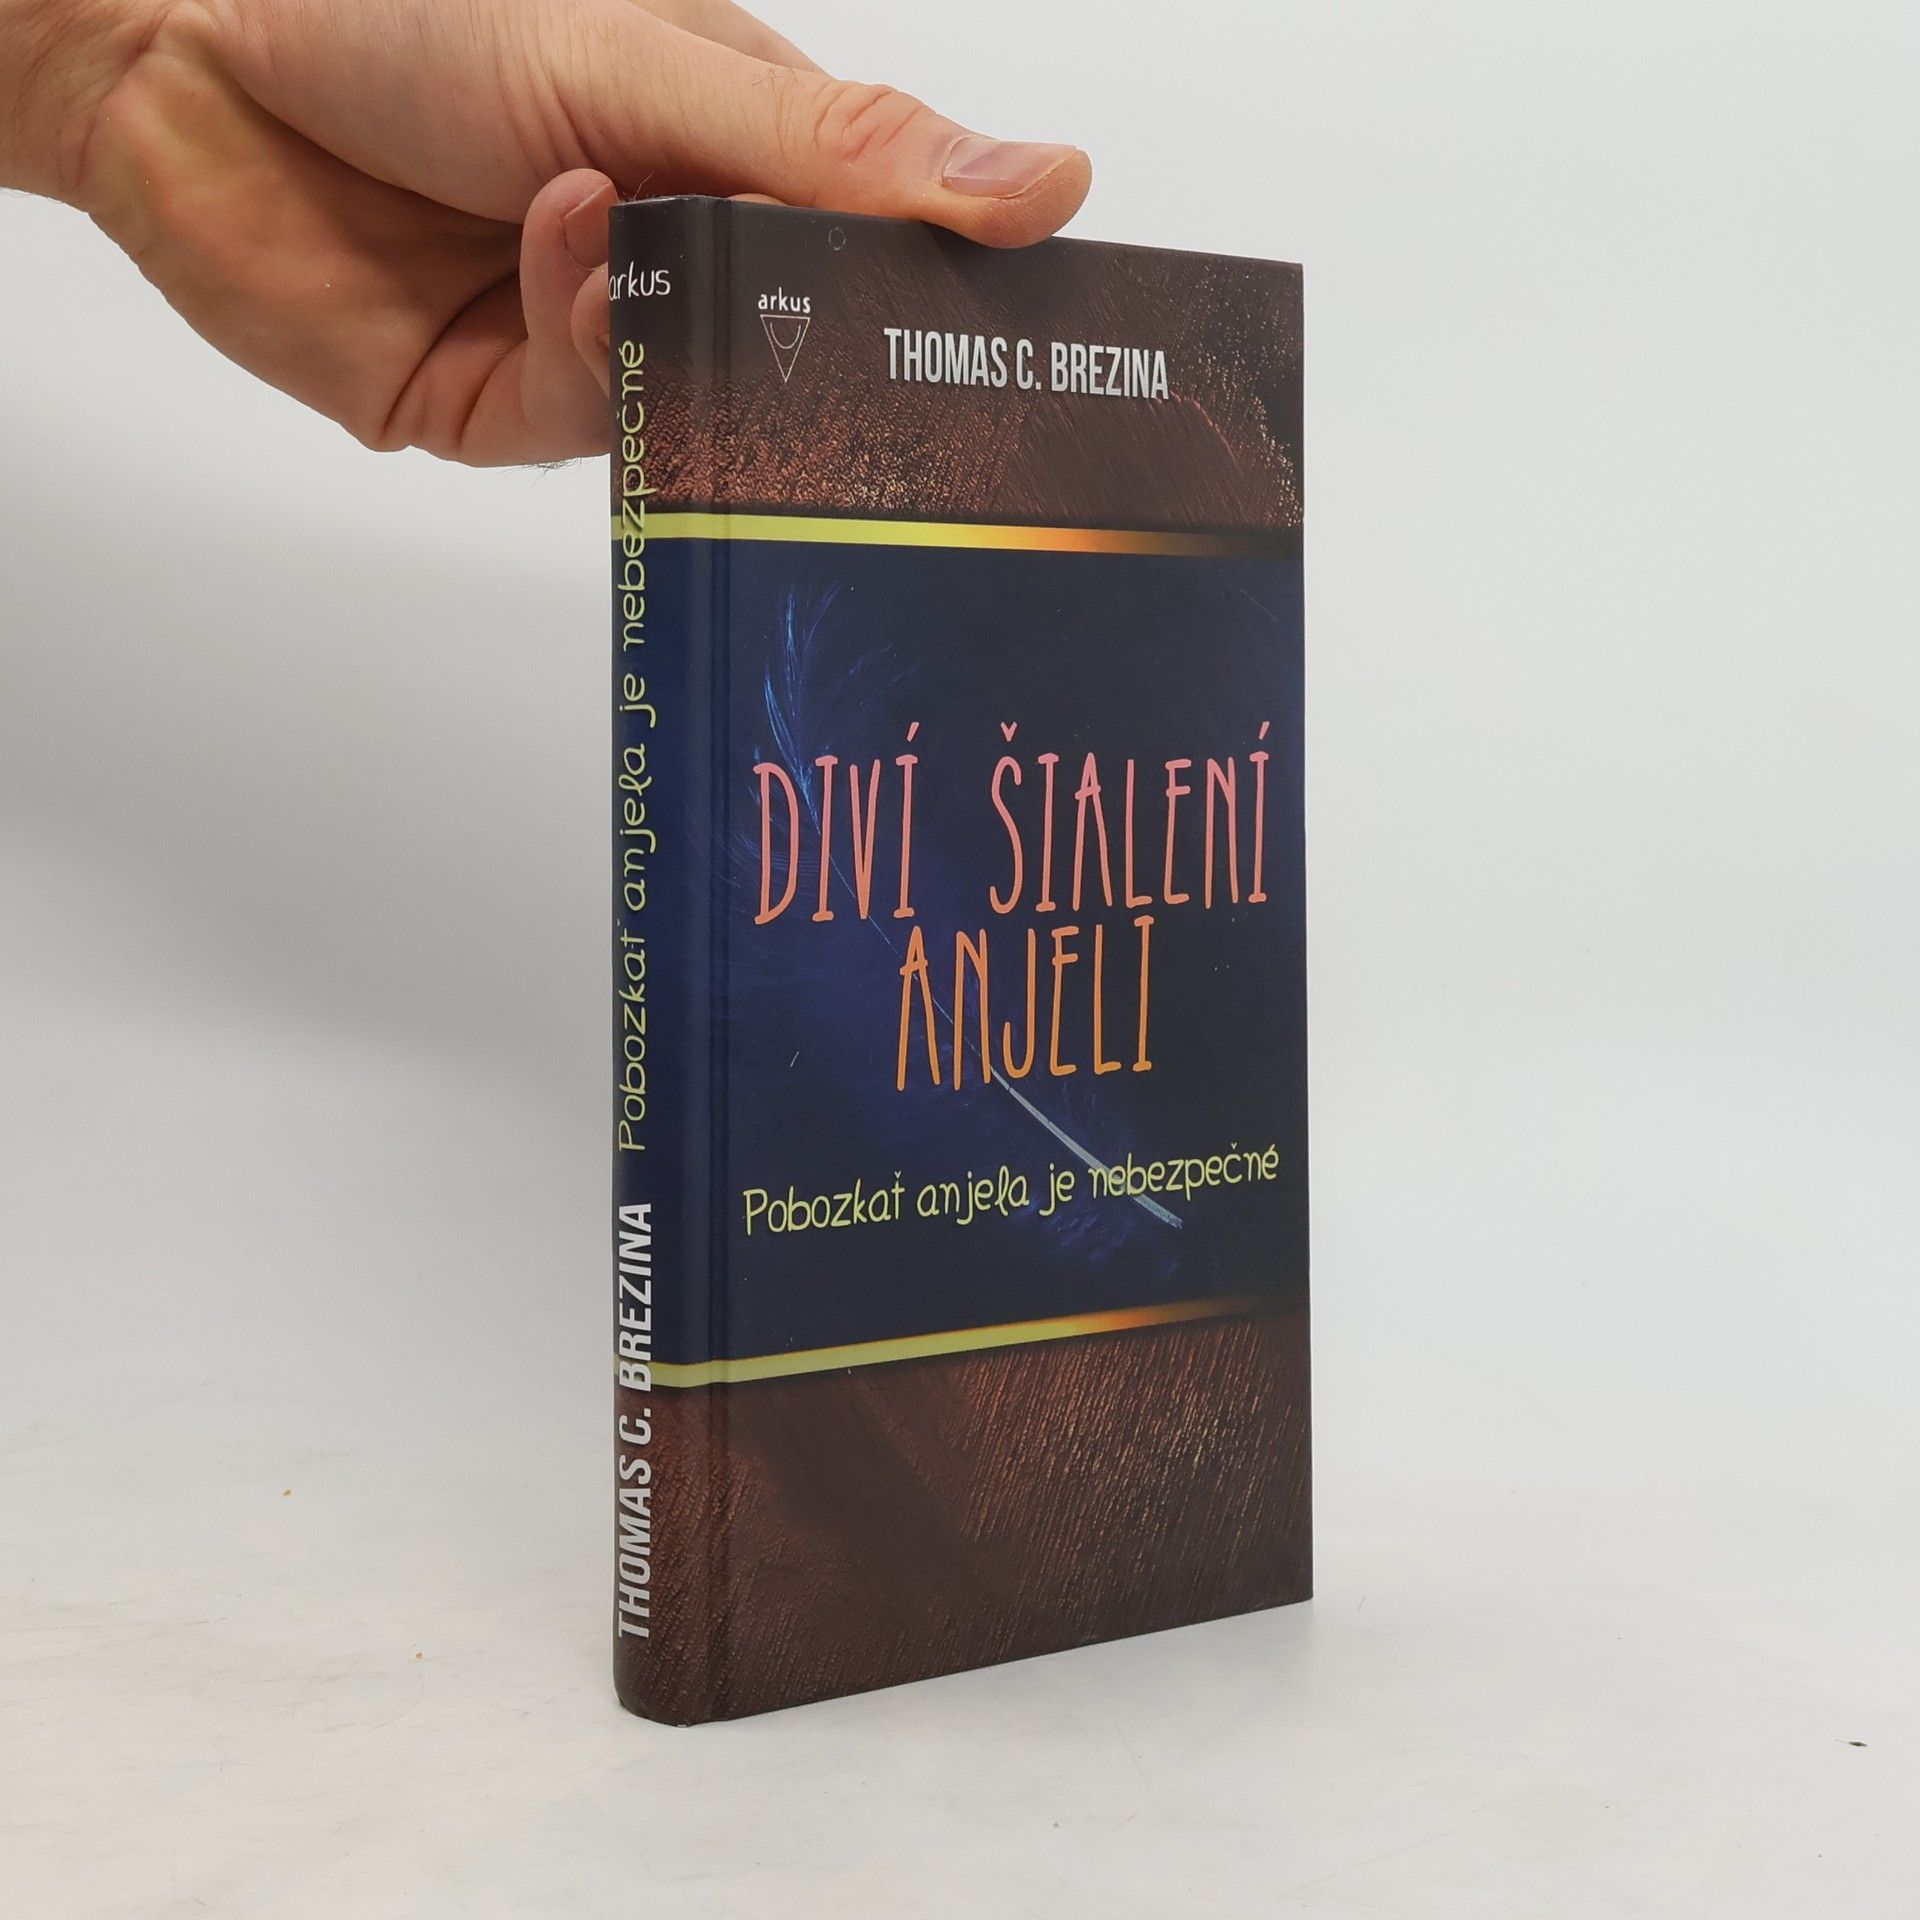 arkus
Pobozkať anjela je nebezpečné
THOMAS C. BREZINA
arkus
THOMAS C. BREZINA
DIVÍ ŠIALENÍ
ANJELI
Pobozkať anjela je nebezpečné